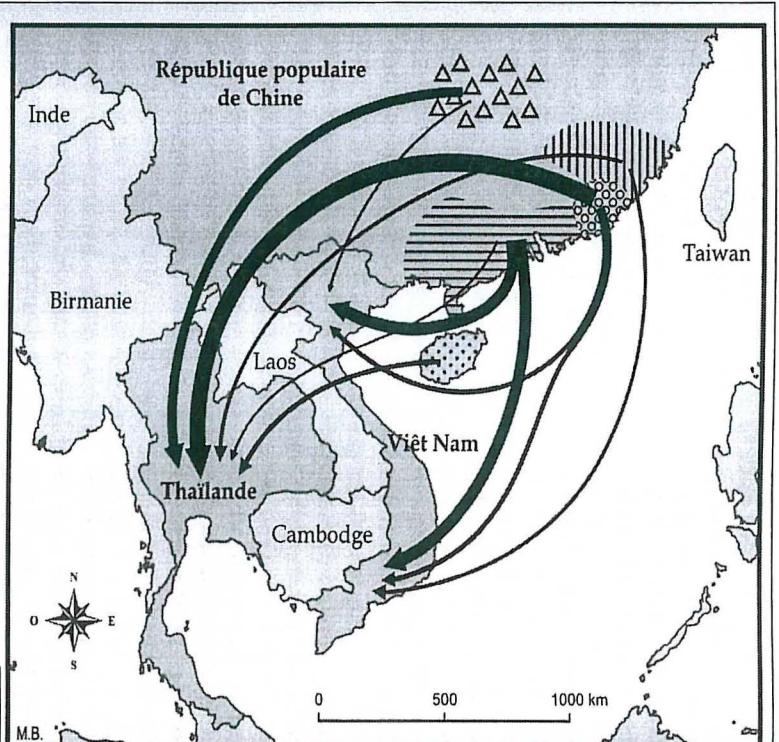 République populaire
de Chine
Inde
Taiwan
Birmanie
Laos
Viêt Nam
Thaïlande
Cambodge
N
O
E
S
0
500
1000 km
M.B.